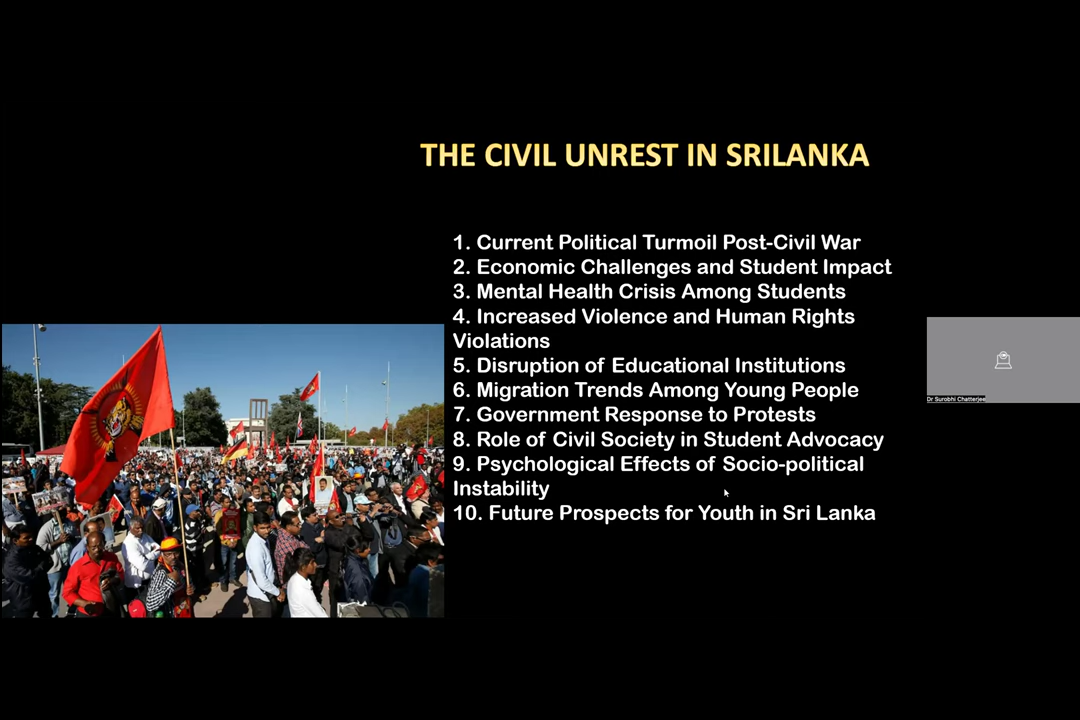 THE CIVIL UNREST IN SRILANKA
1. Current Political Turmoil Post-Civil War
2. Economic Challenges and Student Impact
3. Mental Health Crisis Among Students
4. Increased Violence and Human Rights
Violations
5. Disruption of Educational Institutions
6. Migration Trends Among Young People
7. Government Response to Protests
8. Role of Civil Society in Student Advocacy
9. Psychological Effects of Socio-political
Instability
10. Future Prospects for Youth in Sri Lanka
Dr Surobhi Chatterjee